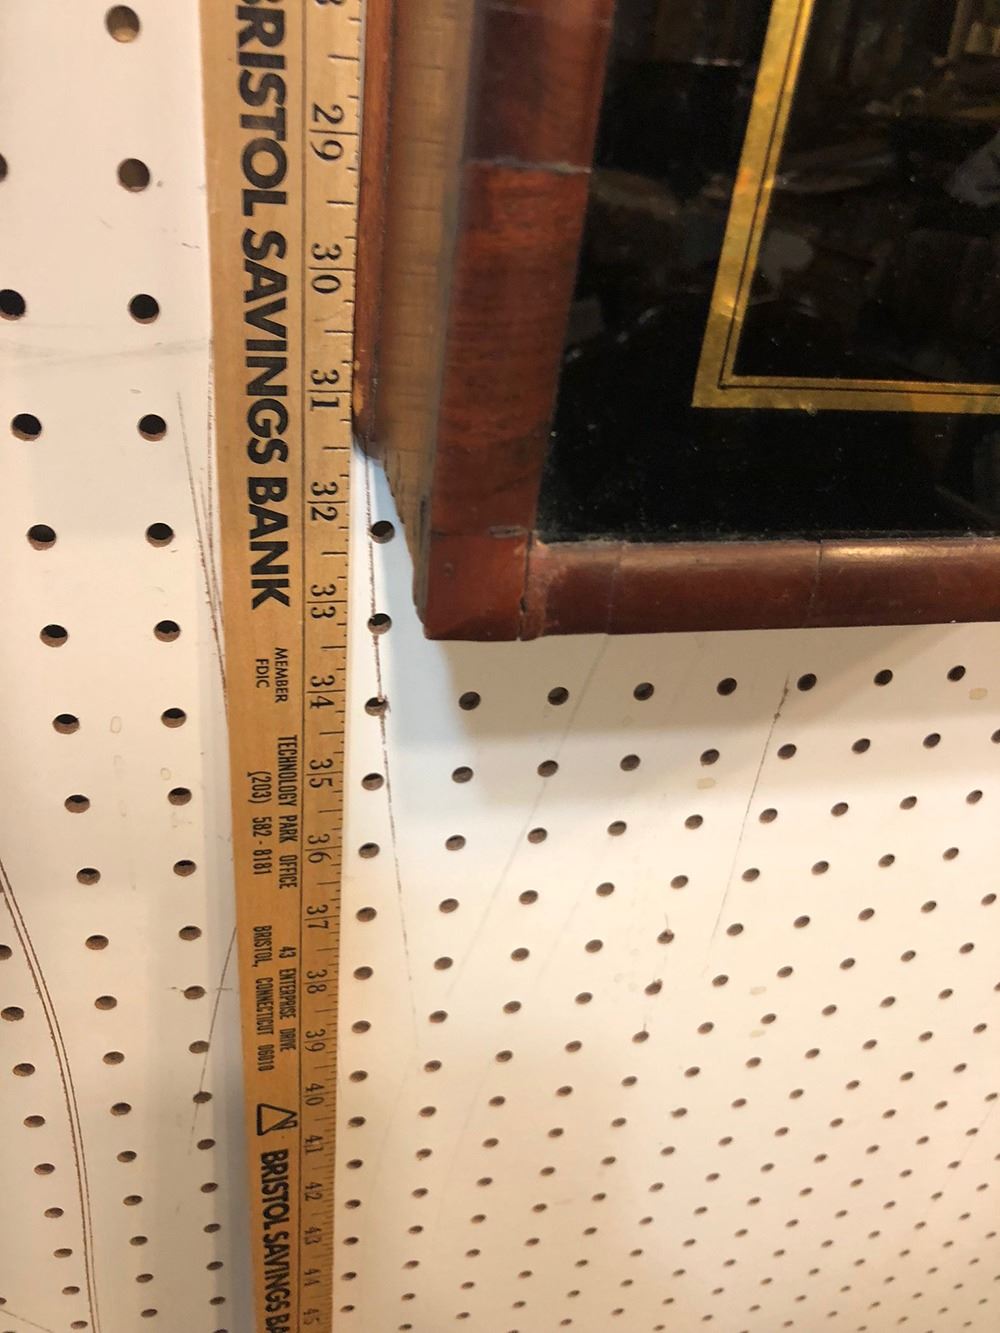 BRISTOL SAVINGS BANK
MEMBER
FDIC
TECHNOLOGY PARK OFFICE
(203) 582-8181
43 ENTERPRISE DRIVE
BRISTOL, CONNECTICUT 06010
BRISTOL SAVINGS BA
29
30
31
32
33
34
35
36
37
38
39
40
41
42
43
44
45